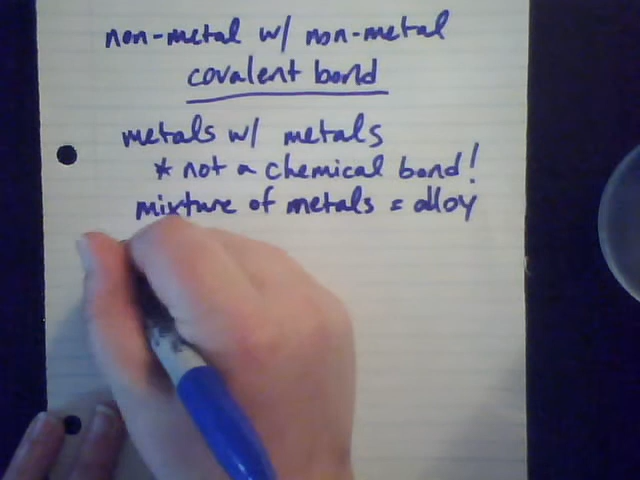 non-metal w/ non-metal
covalent bond
metals w/ metals
* not a chemical bond!
mixture of metals = alloy